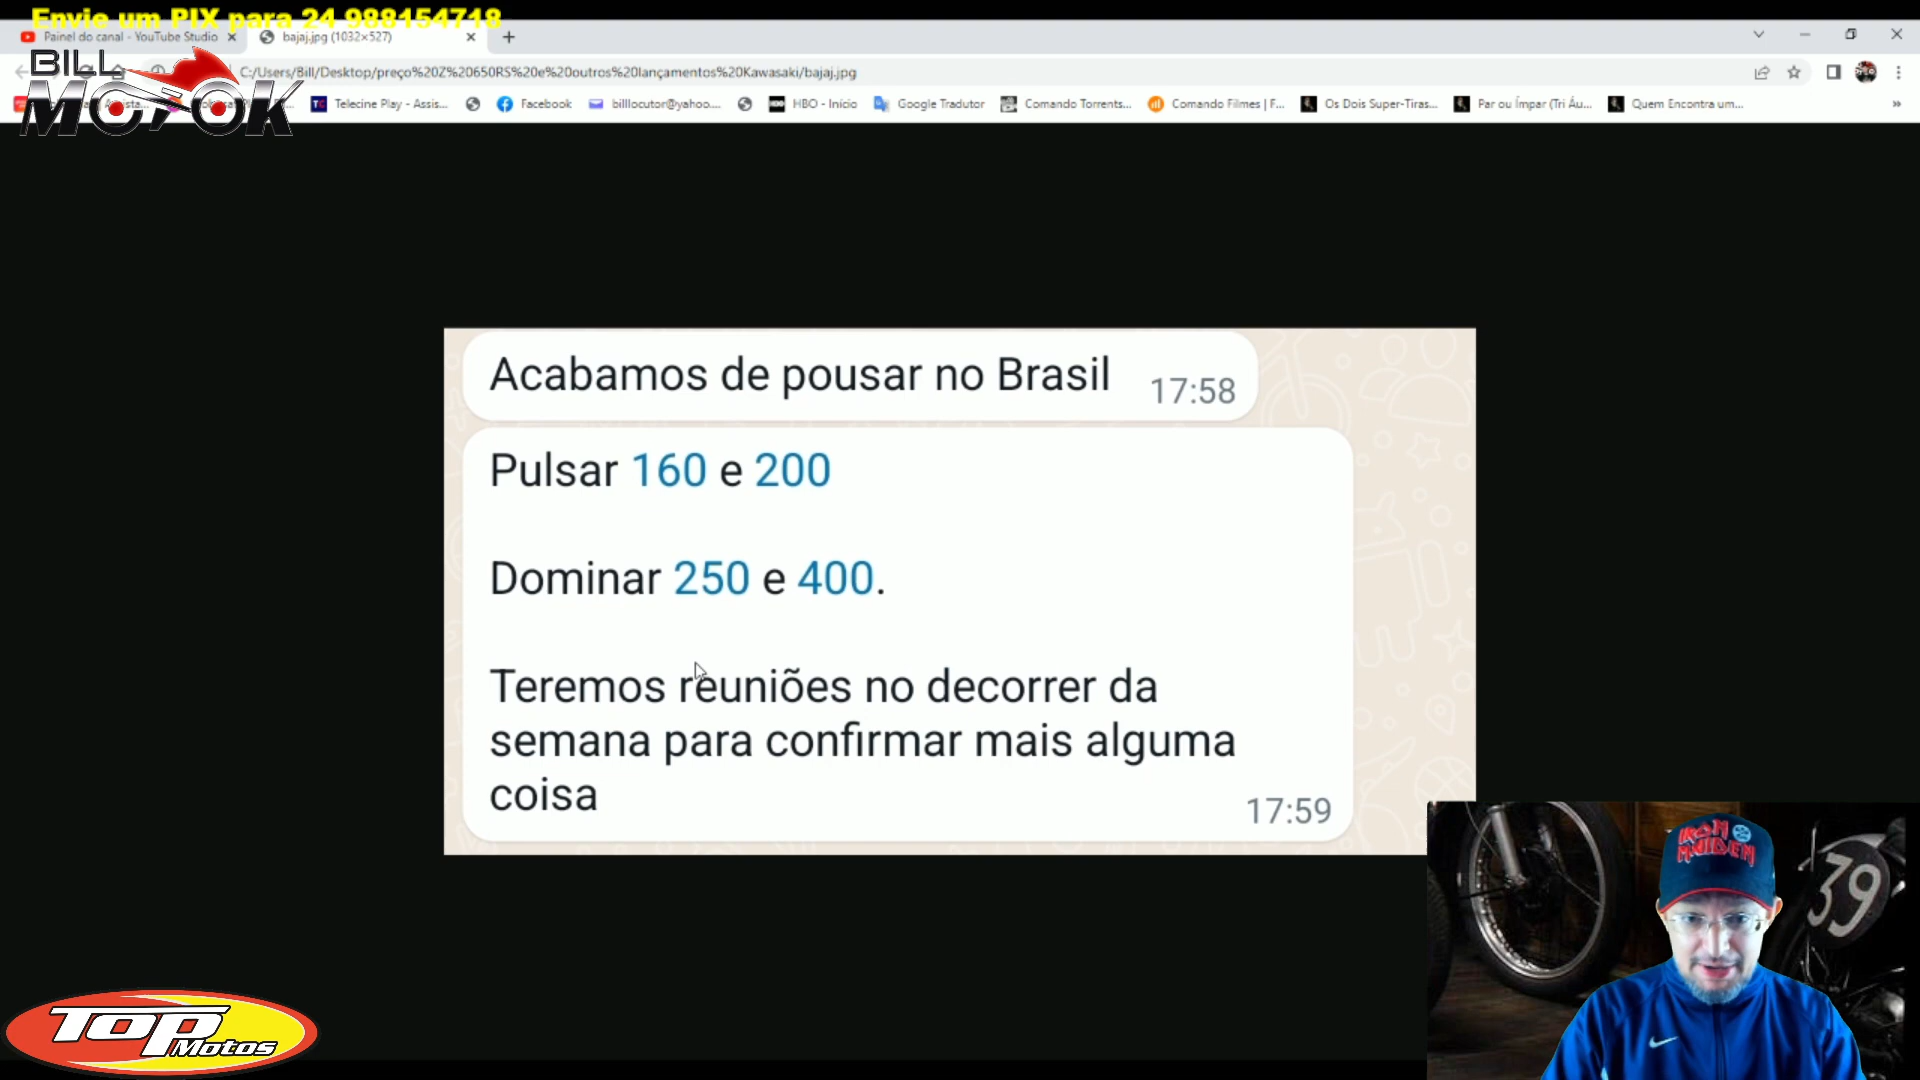 Envie um PIX para 24 988154718
Painel do canal - YouTube Studio
bajaj.jpg (1032×527)
C:/Users/Bill/Desktop/preço%20Z%20650RS%20e%20outros%20lançamentos%20Kawasaki/bajaj.jpg
BILL
MOTOK
Telecine Play - Assis...
Facebook
billlocutor@yahoo....
HBO - Início
Google Tradutor
Comando Torrents...
Comando Filmes | F...
Os Dois Super-Tiras...
Par ou Ímpar (Tri Áu...
Quem Encontra um...
Acabamos de pousar no Brasil
17:58
Pulsar 160 e 200
Dominar 250 e 400.
Teremos reuniões no decorrer da
semana para confirmar mais alguma
coisa
17:59
IRON
MAIDEN
39
TOP
Motos